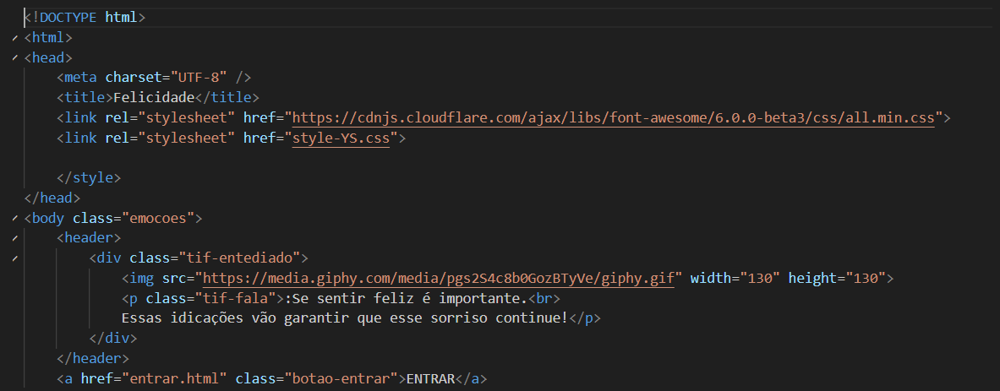 <!DOCTYPE html>
<html>
<head>
    <meta charset="UTF-8" />
    <title>Felicidade</title>
    <link rel="stylesheet" href="https://cdnjs.cloudflare.com/ajax/libs/font-awesome/6.0.0-beta3/css/all.min.css">
    <link rel="stylesheet" href="style-YS.css">

    </style>
</head>
<body class="emocoes">
    <header>
        <div class="tif-entediado">
            <img src="https://media.giphy.com/media/pgs2S4c8b0GozBTyVe/giphy.gif" width="130" height="130">
            <p class="tif-fala">:Se sentir feliz é importante.<br>
            Essas idicações vão garantir que esse sorriso continue!</p>
        </div>
    </header>
    <a href="entrar.html" class="botao-entrar">ENTRAR</a>